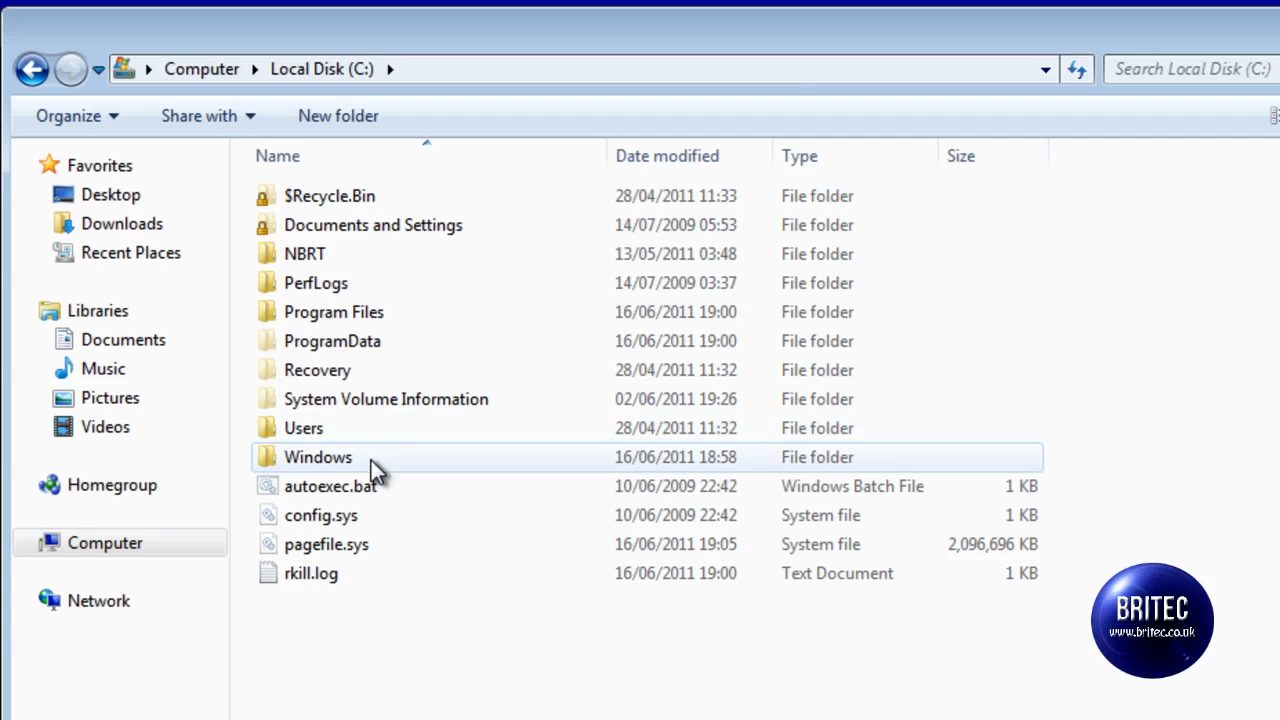 Computer Local Disk (C:) Search Local Disk (C:)
Organize Share with New folder
Name Date modified Type Size
Favorites
Desktop
Downloads
Recent Places
Libraries
Documents
Music
Pictures
Videos
Homegroup
Computer
Network
$Recycle.Bin 28/04/2011 11:33 File folder
Documents and Settings 14/07/2009 05:53 File folder
NBRT 13/05/2011 03:48 File folder
PerfLogs 14/07/2009 03:37 File folder
Program Files 16/06/2011 19:00 File folder
ProgramData 16/06/2011 19:00 File folder
Recovery 28/04/2011 11:32 File folder
System Volume Information 02/06/2011 19:26 File folder
Users 28/04/2011 11:32 File folder
Windows 16/06/2011 18:58 File folder
autoexec.bat 10/06/2009 22:42 Windows Batch File 1 KB
config.sys 10/06/2009 22:42 System file 1 KB
pagefile.sys 16/06/2011 19:05 System file 2,096,696 KB
rkill.log 16/06/2011 19:00 Text Document 1 KB
BRITEC
www.britec.co.uk